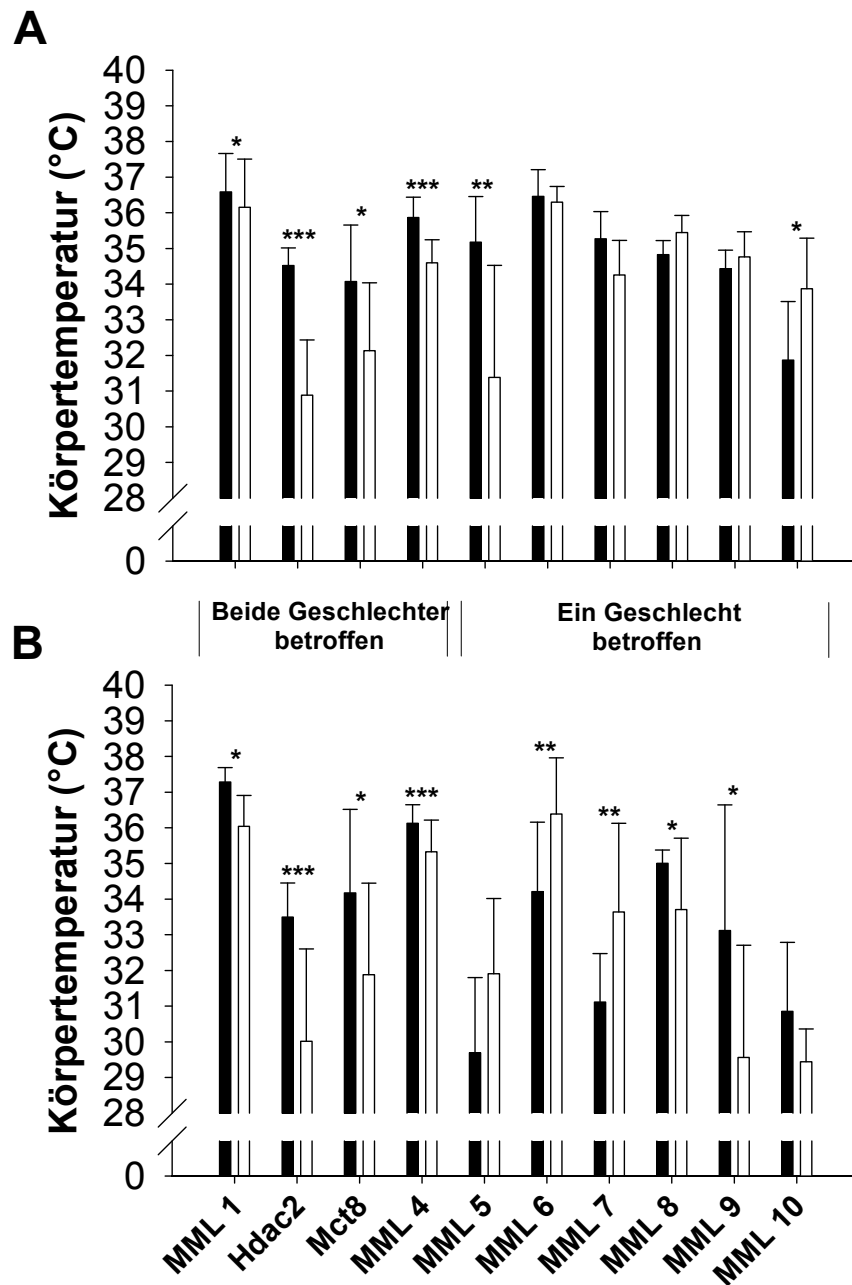 A
Körpertemperatur (°C)
40
39
38
37
36
35
34
33
32
31
30
29
28
0
* *** * *** ** *
Beide Geschlechter betroffen
Ein Geschlecht betroffen
B
Körpertemperatur (°C)
40
39
38
37
36
35
34
33
32
31
30
29
28
0
* *** * *** ** ** * *
MML 1
Hdac2
Mct8
MML 4
MML 5
MML 6
MML 7
MML 8
MML 9
MML 10